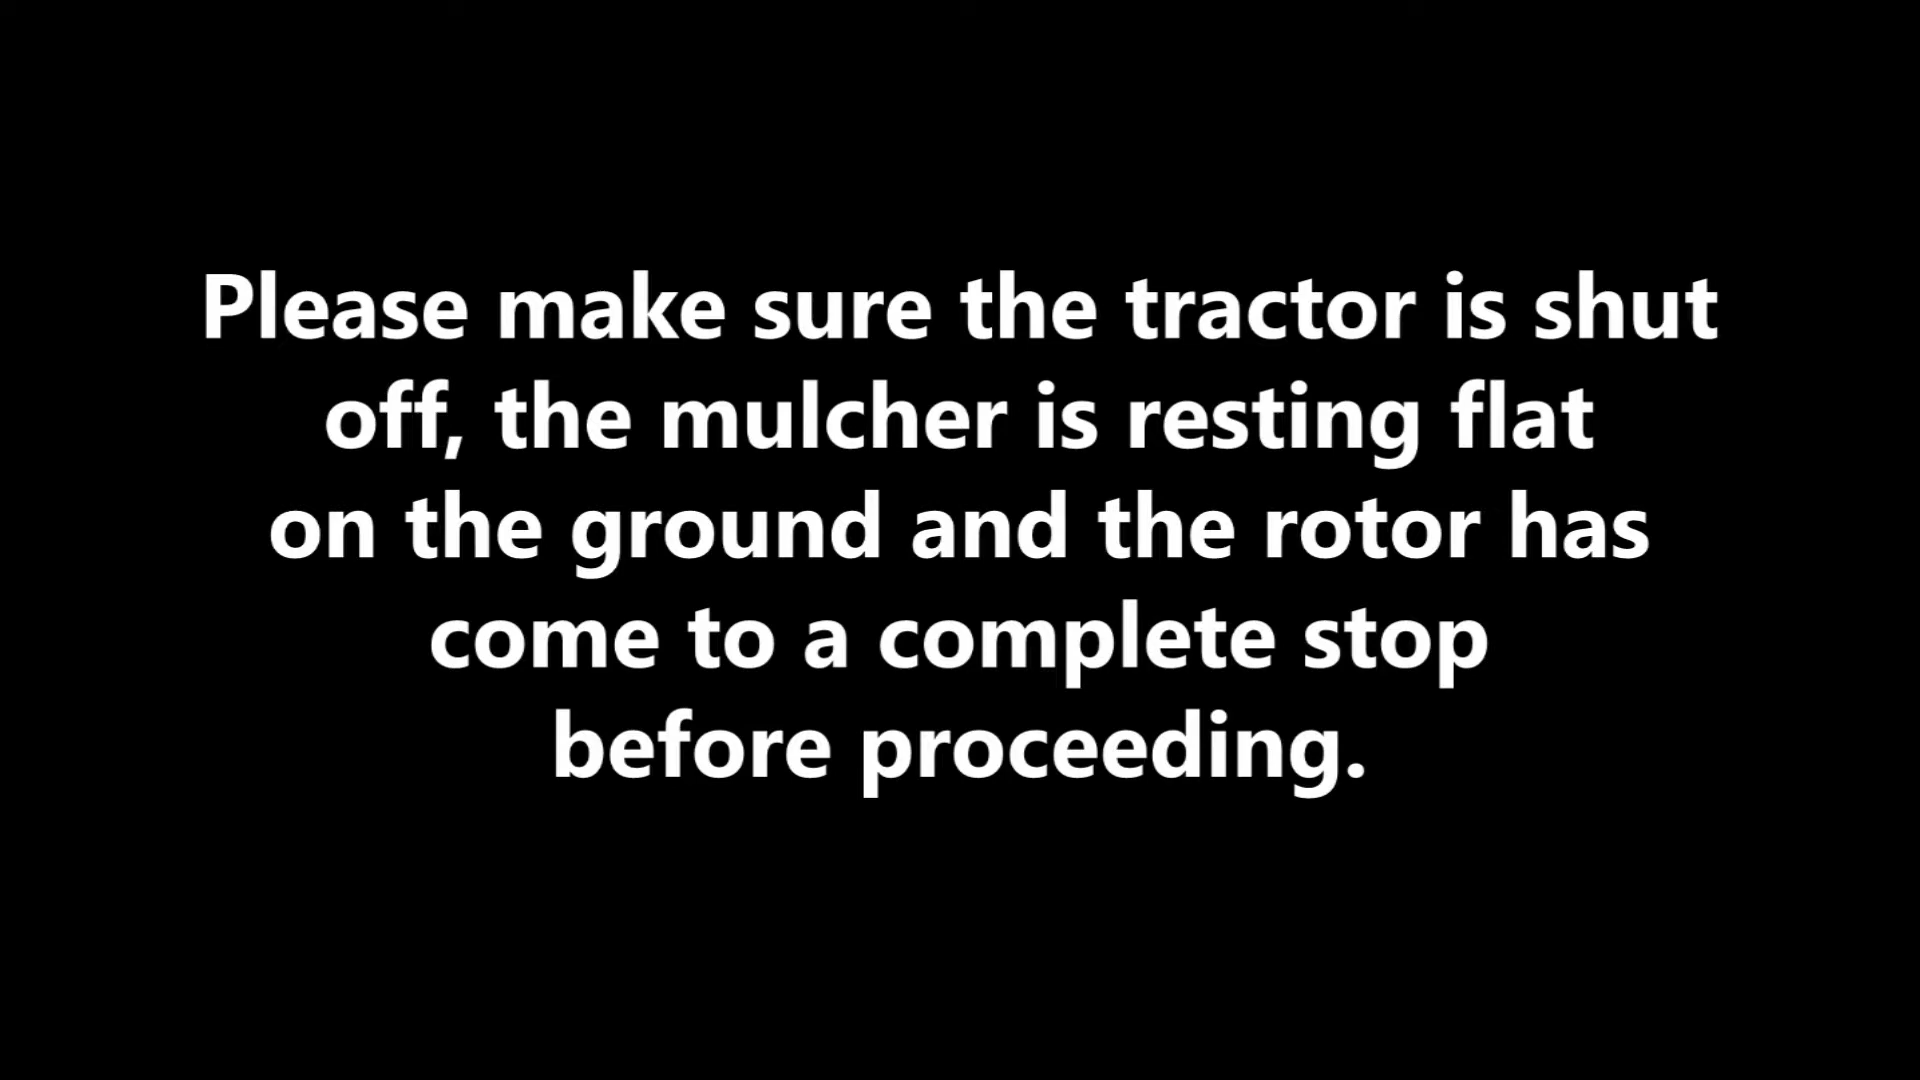 Please make sure the tractor is shut
off, the mulcher is resting flat
on the ground and the rotor has
come to a complete stop
before proceeding.